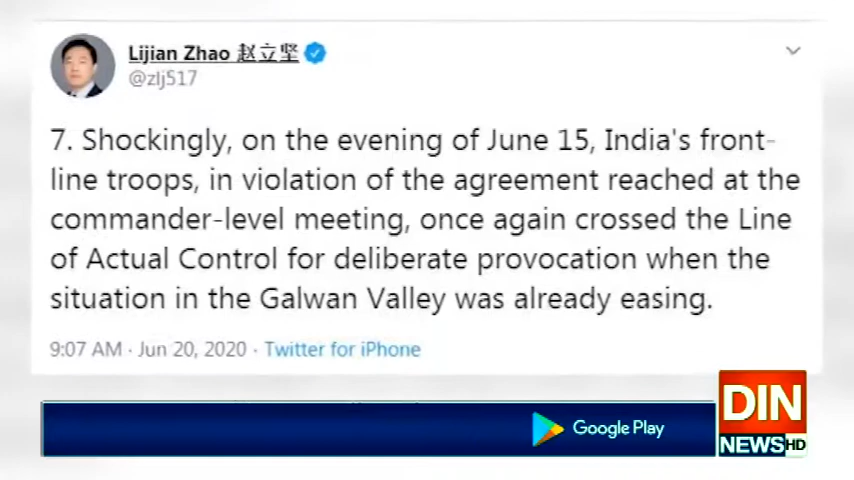 Lijian Zhao 赵立坚
@zlj517
7. Shockingly, on the evening of June 15, India's front-
line troops, in violation of the agreement reached at the
commander-level meeting, once again crossed the Line
of Actual Control for deliberate provocation when the
situation in the Galwan Valley was already easing.
9:07 AM · Jun 20, 2020 · Twitter for iPhone
Google Play
DIN
NEWS HD